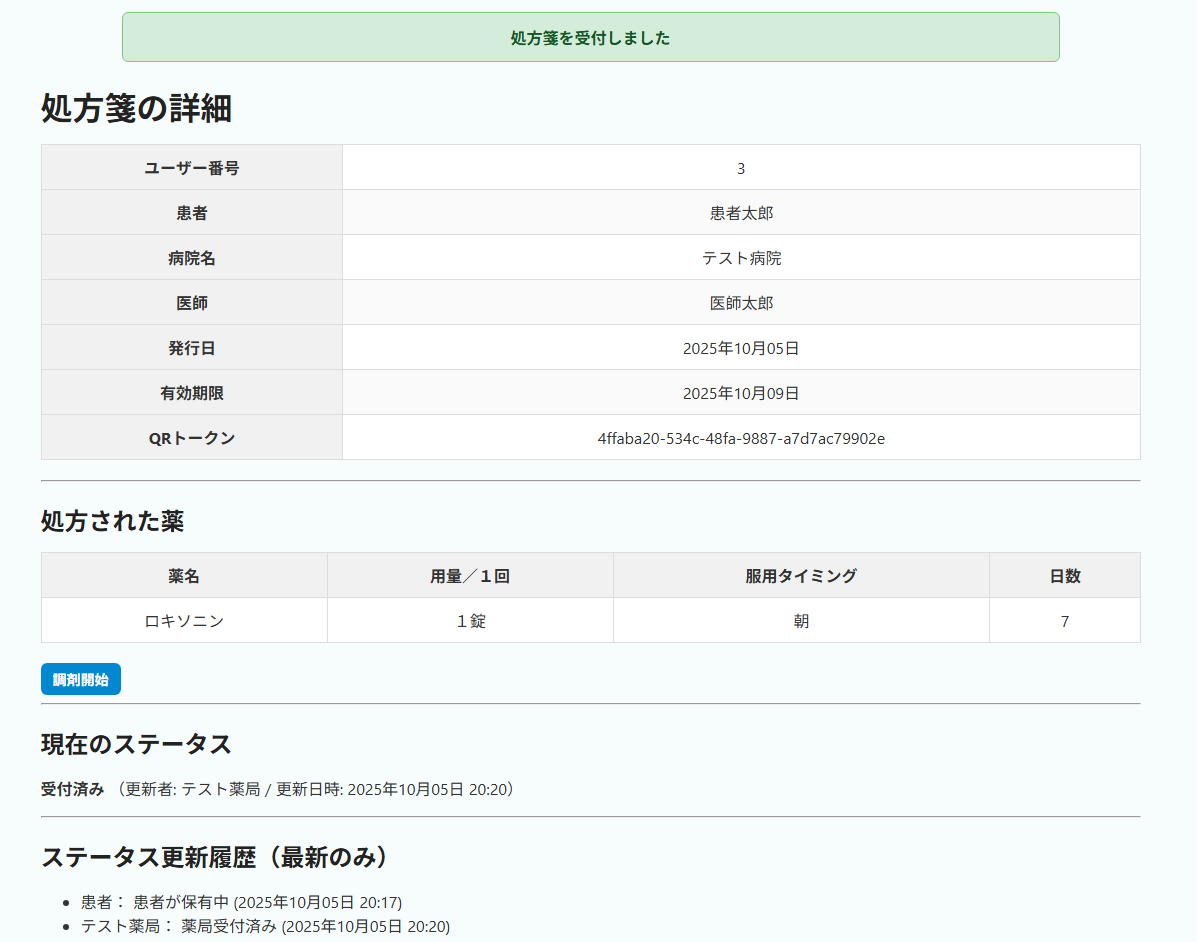 処方箋を受付しました
処方箋の詳細
ユーザー番号 3
患者 患者太郎
病院名 テスト病院
医師 医師太郎
発行日 2025年10月05日
有効期限 2025年10月09日
QRトークン 4ffaba20-534c-48fa-9887-a7d7ac79902e
処方された薬
薬名 用量／１回 服用タイミング 日数
ロキソニン １錠 朝 7
調剤開始
現在のステータス
受付済み （更新者: テスト薬局 / 更新日時: 2025年10月05日 20:20）
ステータス更新履歴（最新のみ）
• 患者： 患者が保有中 (2025年10月05日 20:17)
• テスト薬局： 薬局受付済み (2025年10月05日 20:20)